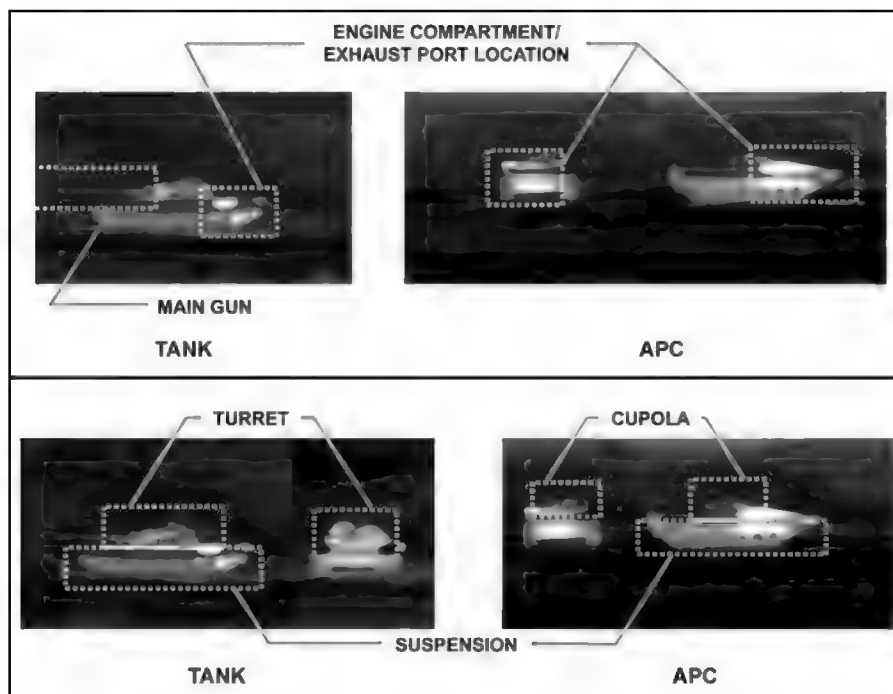 ENGINE COMPARTMENT/
EXHAUST PORT LOCATION
MAIN GUN
TANK
APC
TURRET
CUPOLA
SUSPENSION
TANK
APC